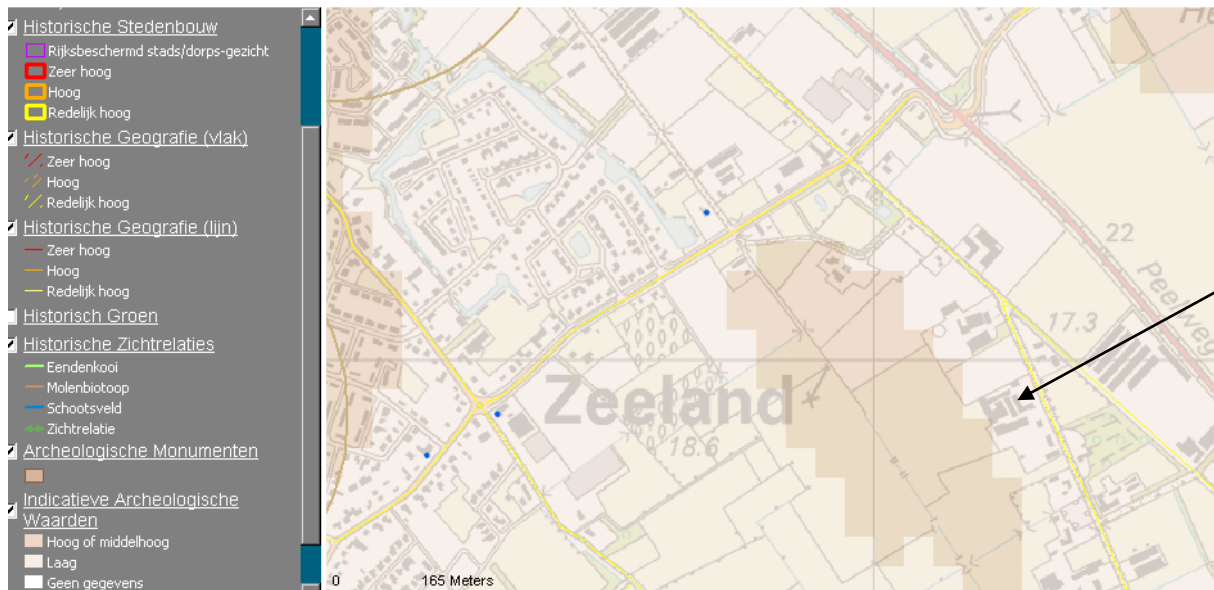 Historische Stedenbouw
Rijksbeschermd stads/dorps-gezicht
Zeer hoog
Hoog
Redelijk hoog
Historische Geografie (vlak)
Zeer hoog
Hoog
Redelijk hoog
Historische Geografie (lijn)
Zeer hoog
Hoog
Redelijk hoog
Historisch Groen
Historische Zichtrelaties
Eendenkooi
Molenbiotoop
Schootsveld
Zichtrelatie
Archeologische Monumenten
Indicatieve Archeologische
Waarden
Hoog of middelhoog
Laag
Geen gegevens
22
Peelweg
17.3
Zeeland
18.6
0 165 Meters